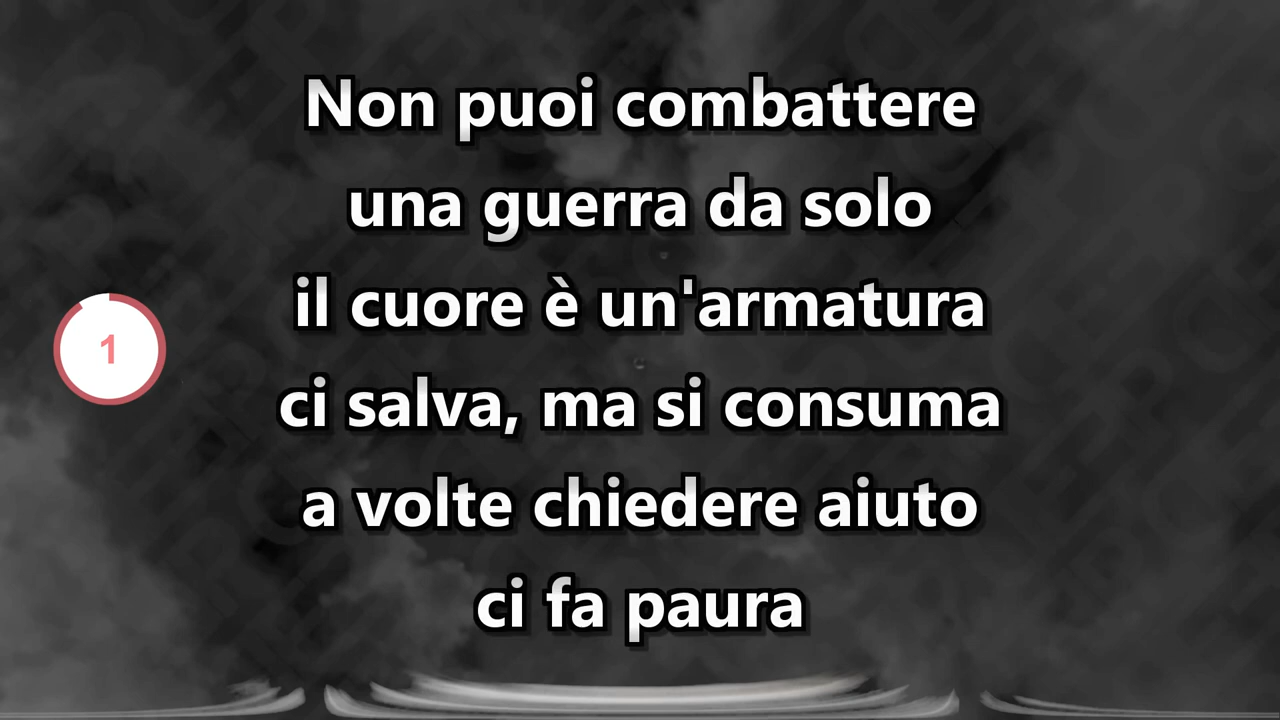 Non puoi combattere
una guerra da solo
il cuore è un'armatura
1
ci salva, ma si consuma
a volte chiedere aiuto
ci fa paura